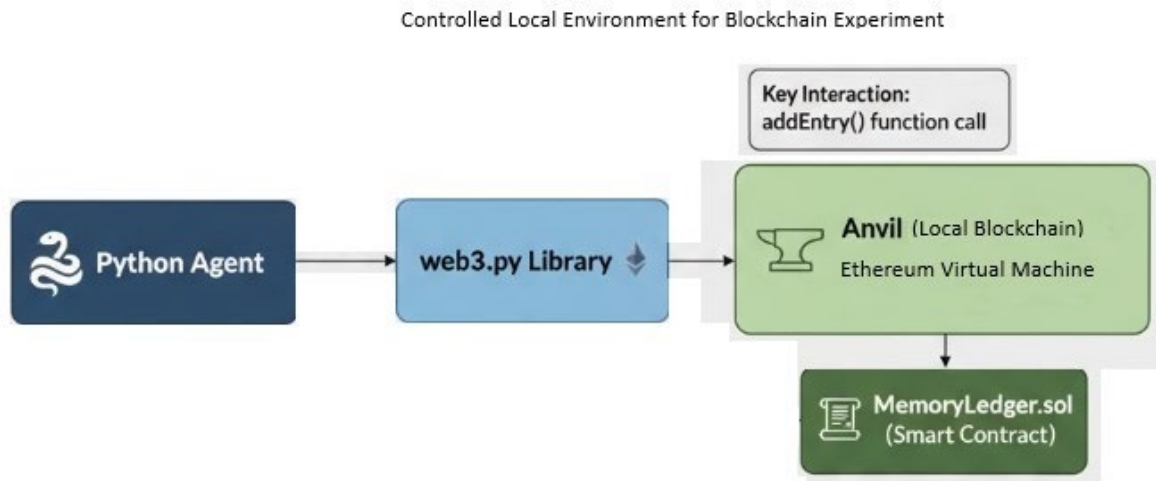 Controlled Local Environment for Blockchain Experiment
Key Interaction:
addEntry() function call
Python Agent
web3.py Library
Anvil (Local Blockchain)
Ethereum Virtual Machine
MemoryLedger.sol
(Smart Contract)